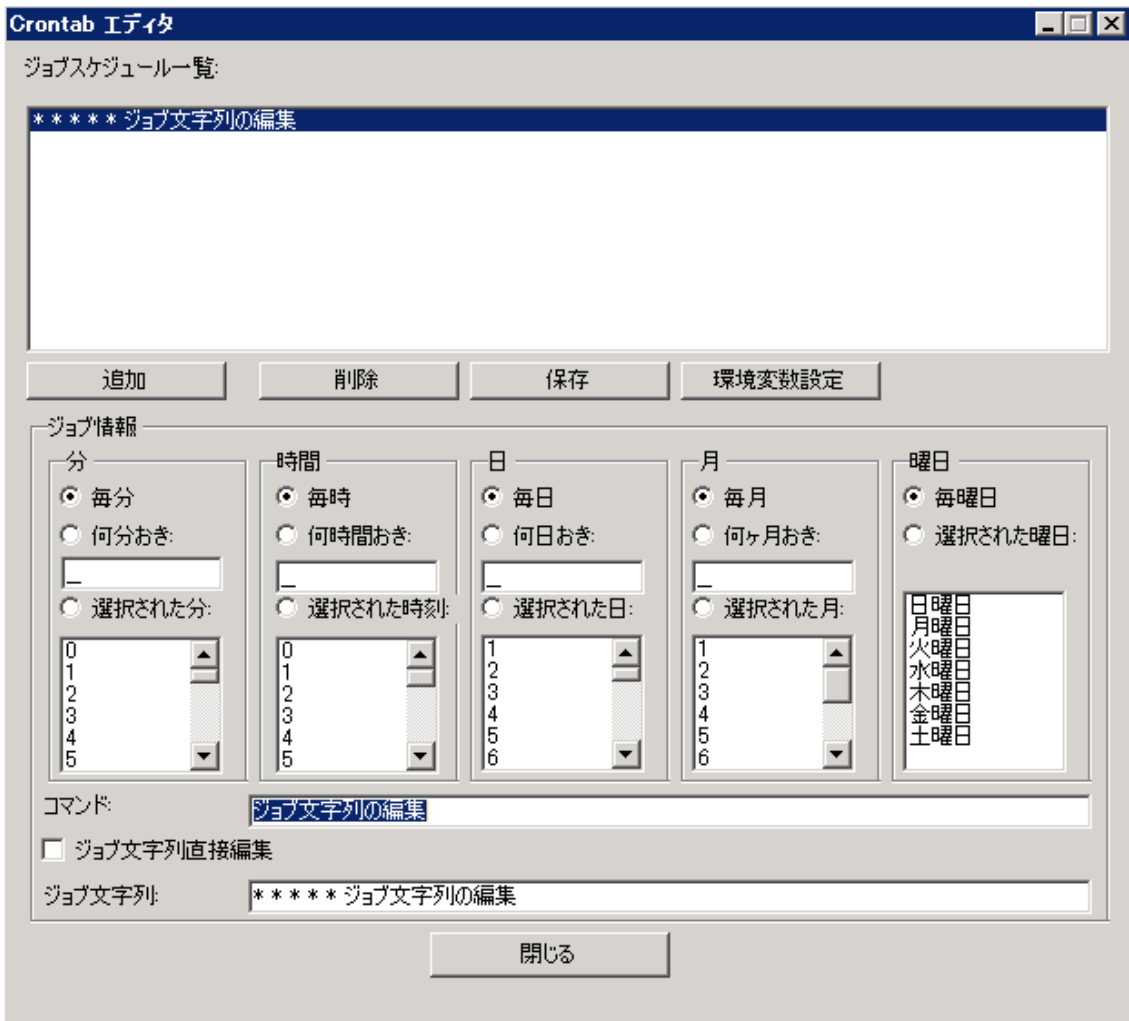 Crontab エディタ
ジョブスケジュール一覧:
* * * * * ジョブ文字列の編集
追加 削除 保存 環境変数設定
ジョブ情報
分 時間 日 月 曜日
毎分 毎時 毎日 毎月 毎曜日
何分おき: 何時間おき: 何日おき: 何ヶ月おき: 選択された曜日:
_ _ _ _
選択された分: 選択された時刻: 選択された日: 選択された月:
日曜日
月曜日
火曜日
水曜日
木曜日
金曜日
土曜日
0 0 1 1
1 1 2 2
2 2 3 3
3 3 4 4
4 4 5 5
5 5 6 6
コマンド: ジョブ文字列の編集
ジョブ文字列直接編集
ジョブ文字列: * * * * * ジョブ文字列の編集
閉じる